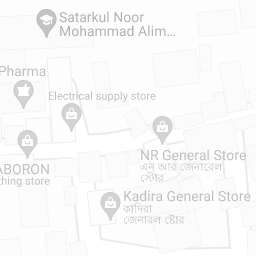 Satarkul Noor
Mohammad Alim...
Pharma
Electrical supply store
NR General Store
এন আর জেনারেল
স্টোর
ABORON
thing store
Kadira General Store
কাদিরা
জেনারল ষ্টোর